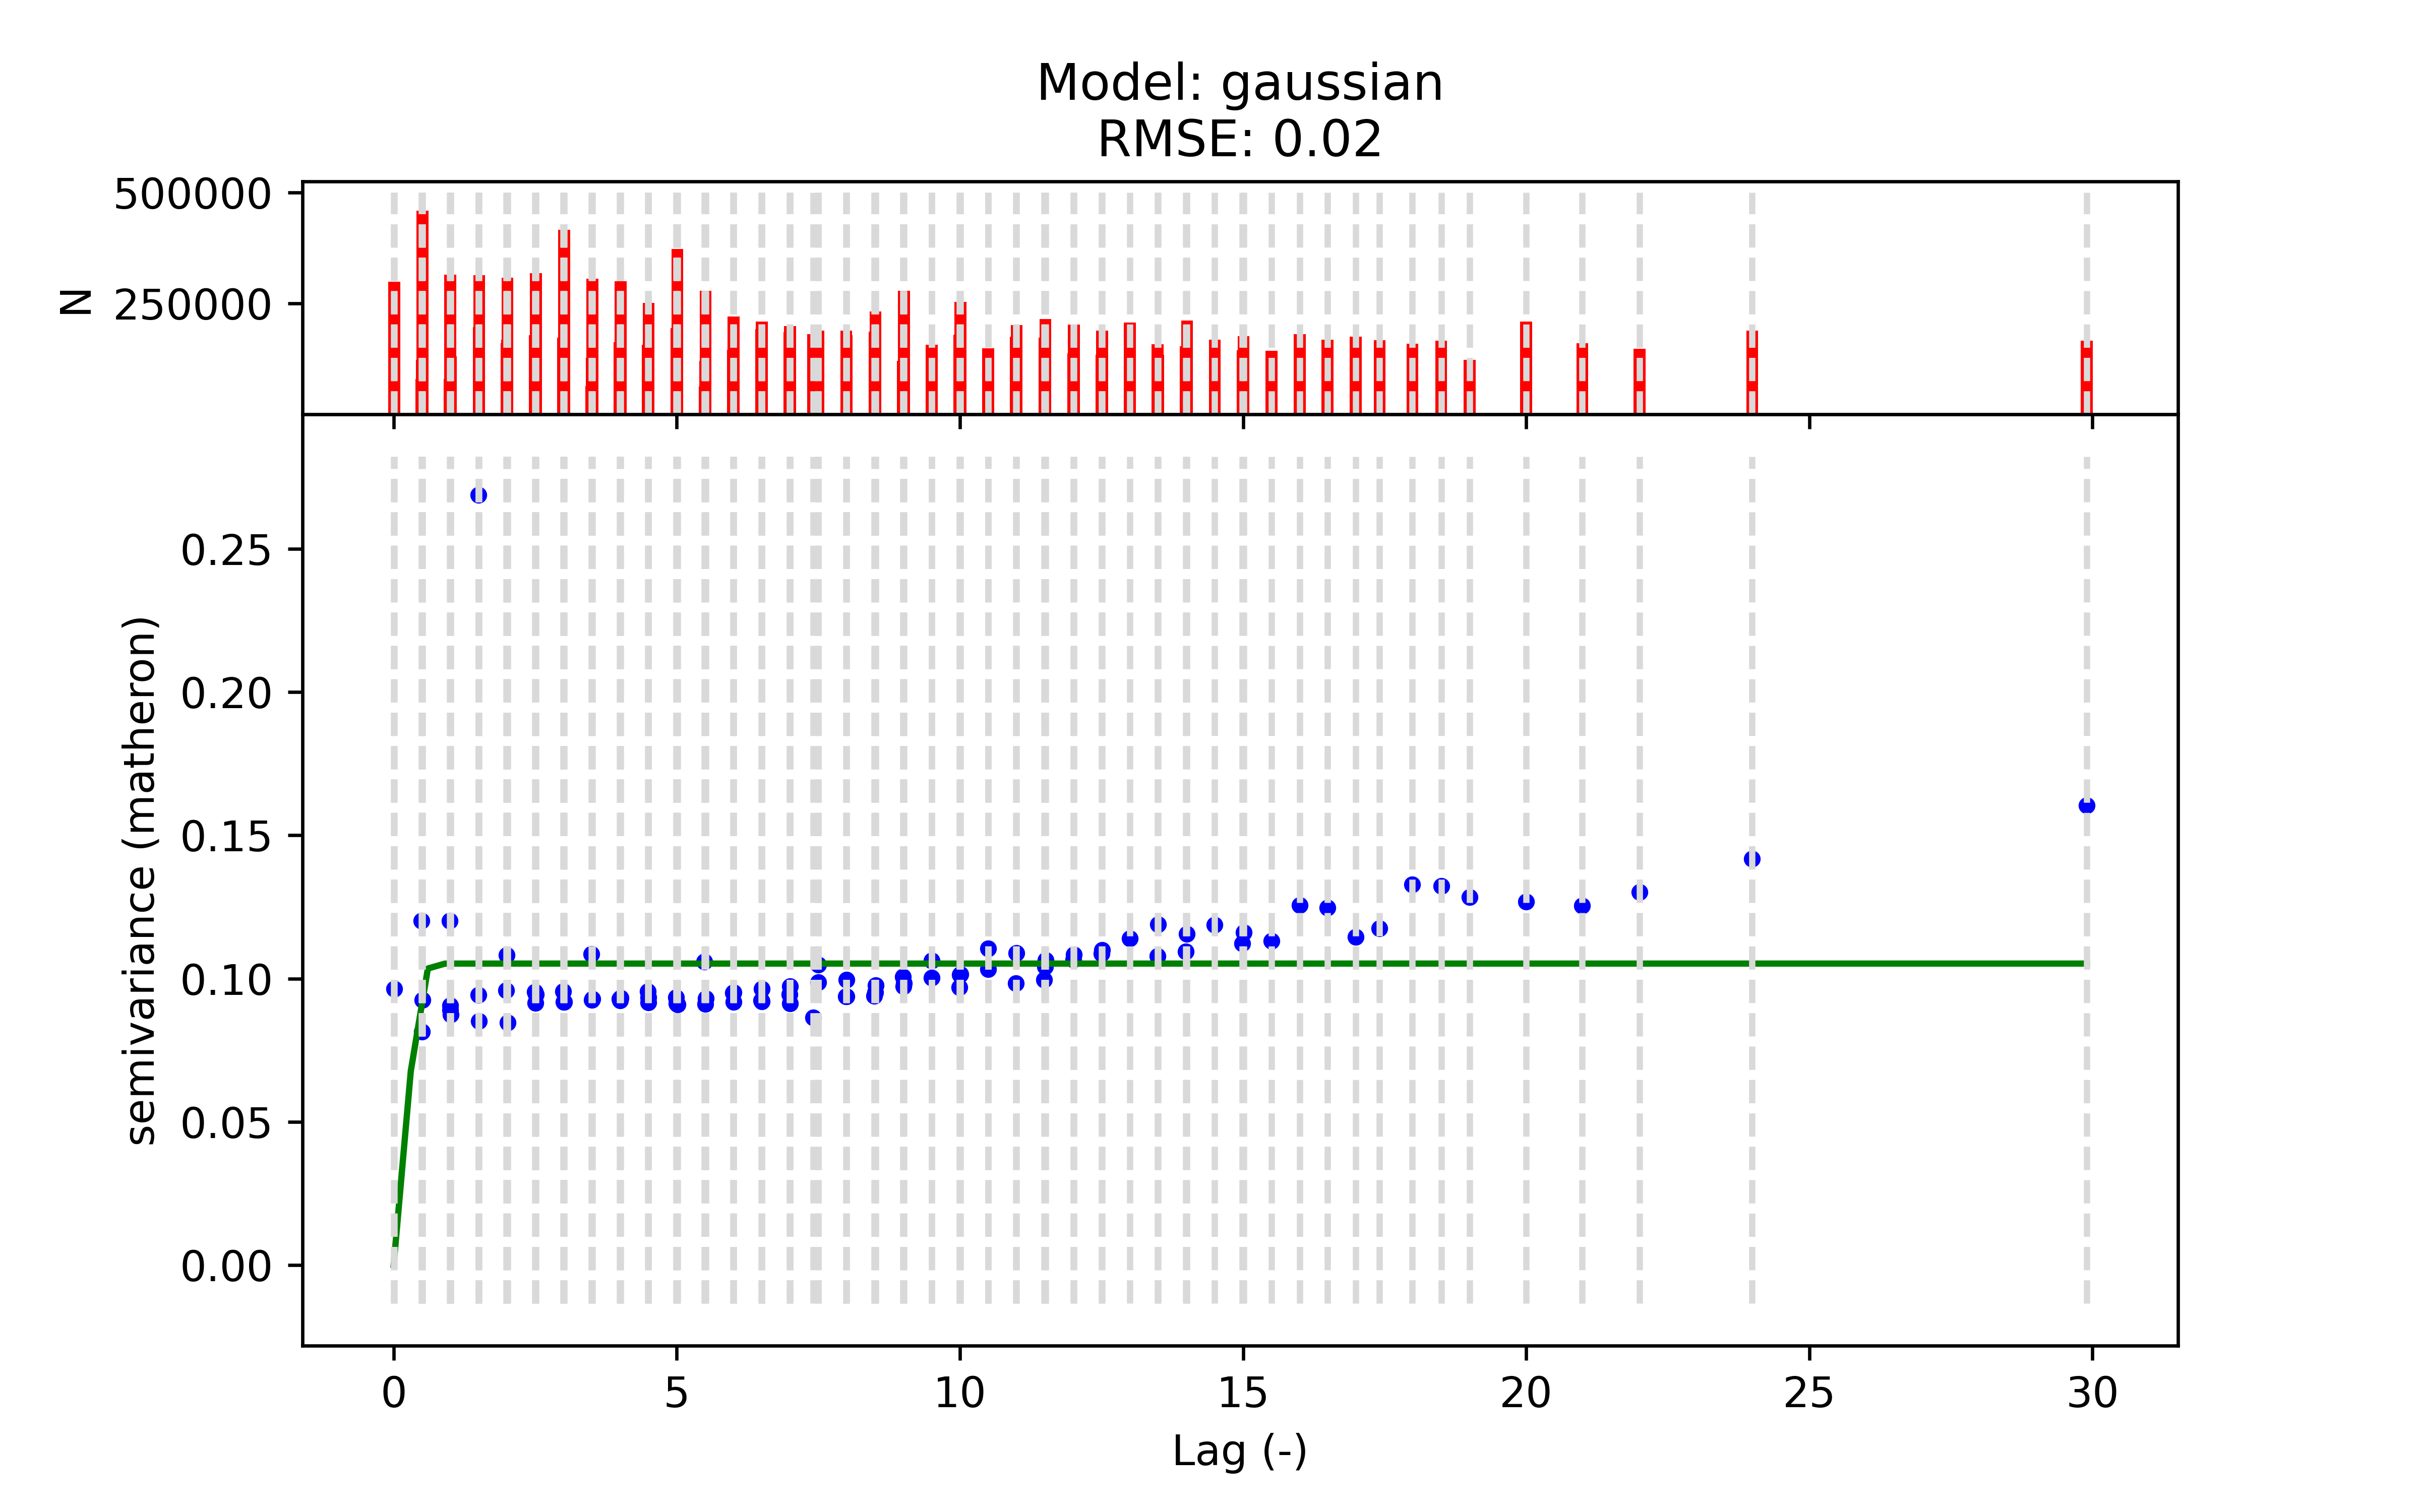 Model: gaussian
RMSE: 0.02
500000
250000
N
0.25
0.20
0.15
0.10
0.05
0.00
semivariance (matheron)
0 5 10 15 20 25 30
Lag (-)